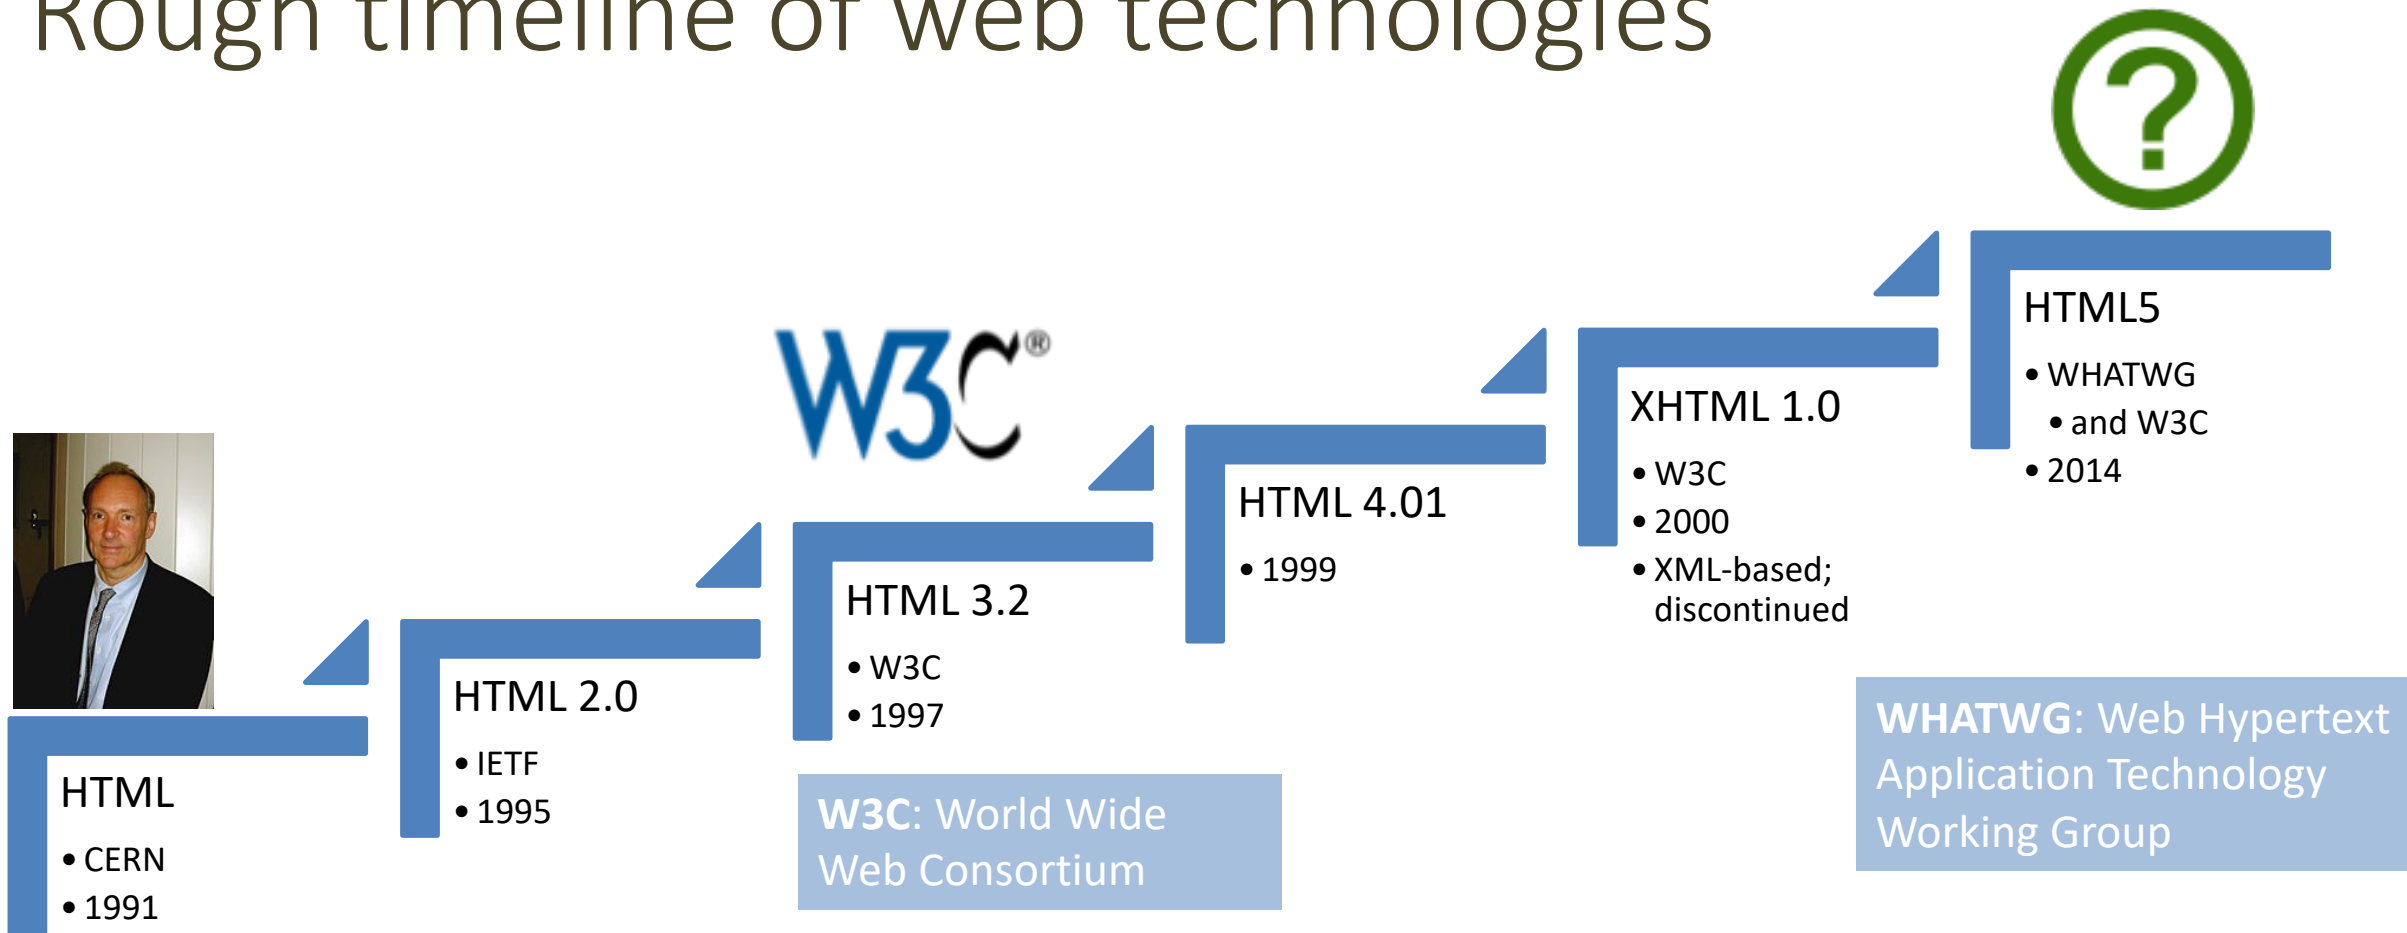 Rough timeline of web technologies
?
W3C®
HTML
• CERN
• 1991
HTML 2.0
• IETF
• 1995
HTML 3.2
• W3C
• 1997
W3C: World Wide
Web Consortium
HTML 4.01
• 1999
XHTML 1.0
• W3C
• 2000
• XML-based;
discontinued
HTML5
• WHATWG
• and W3C
• 2014
WHATWG: Web Hypertext
Application Technology
Working Group